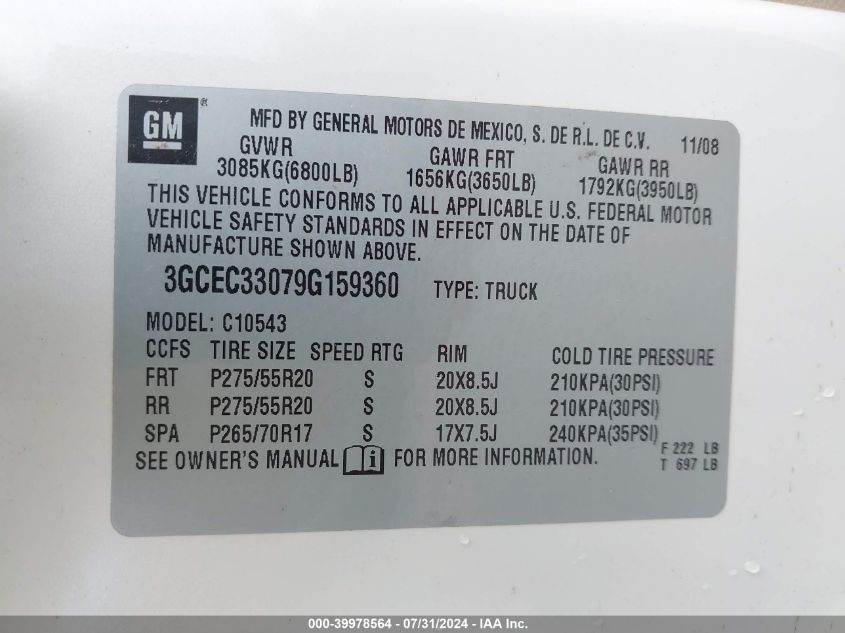 GM ®
MFD BY GENERAL MOTORS DE MEXICO, S. DE R.L. DE C.V. 11/08
GVWR GAWR FRT GAWR RR
3085KG(6800LB) 1656KG(3650LB) 1792KG(3950LB)
THIS VEHICLE CONFORMS TO ALL APPLICABLE U.S. FEDERAL MOTOR
VEHICLE SAFETY STANDARDS IN EFFECT ON THE DATE OF
MANUFACTURE SHOWN ABOVE.
3GCEC33079G159360 TYPE: TRUCK
MODEL: C10543
CCFS TIRE SIZE SPEED RTG RIM COLD TIRE PRESSURE
FRT P275/55R20 S 20X8.5J 210KPA(30PSI)
RR P275/55R20 S 20X8.5J 210KPA(30PSI)
SPA P265/70R17 S 17X7.5J 240KPA(35PSI)
SEE OWNER'S MANUAL i FOR MORE INFORMATION.
F 222 LB
T 697 LB
000-39978564 - 07/31/2024 - IAA Inc.